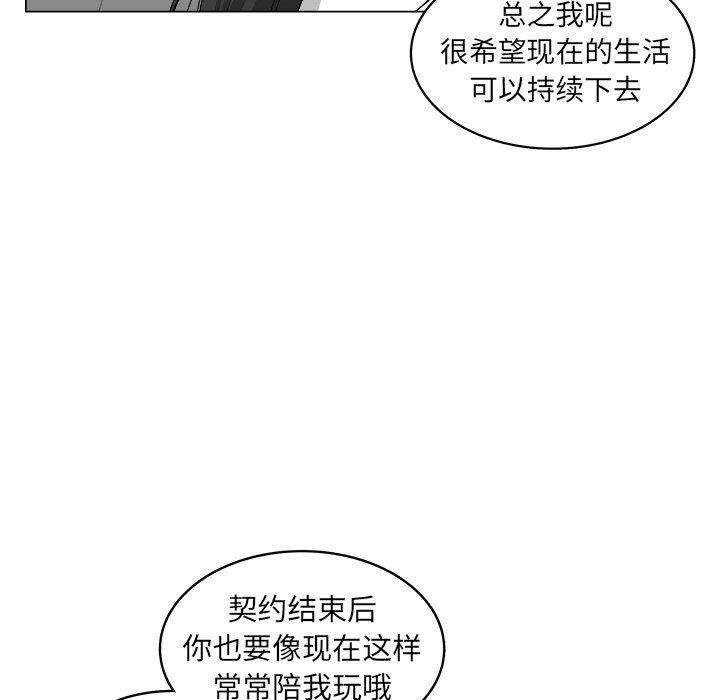 总之我呢
很希望现在的生活
可以持续下去
契约结束后
你也要像现在这样
常常陪我玩哦